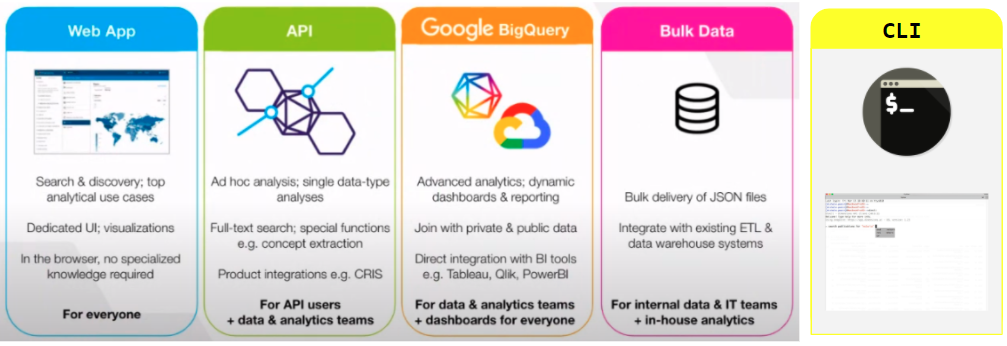 Web App
Search & discovery; top
analytical use cases
Dedicated UI; visualizations
In the browser, no specialized
knowledge required
For everyone
API
Ad hoc analysis; single data-type
analyses
Full-text search; special functions
e.g. concept extraction
Product integrations e.g. CRIS
For API users
+ data & analytics teams
Google BigQuery
Advanced analytics; dynamic
dashboards & reporting
Join with private & public data
Direct integration with BI tools
e.g. Tableau, Qlik, PowerBI
For data & analytics teams
+ dashboards for everyone
Bulk Data
Bulk delivery of JSON files
Integrate with existing ETL &
data warehouse systems
For internal data & IT teams
+ in-house analytics
CLI
$_